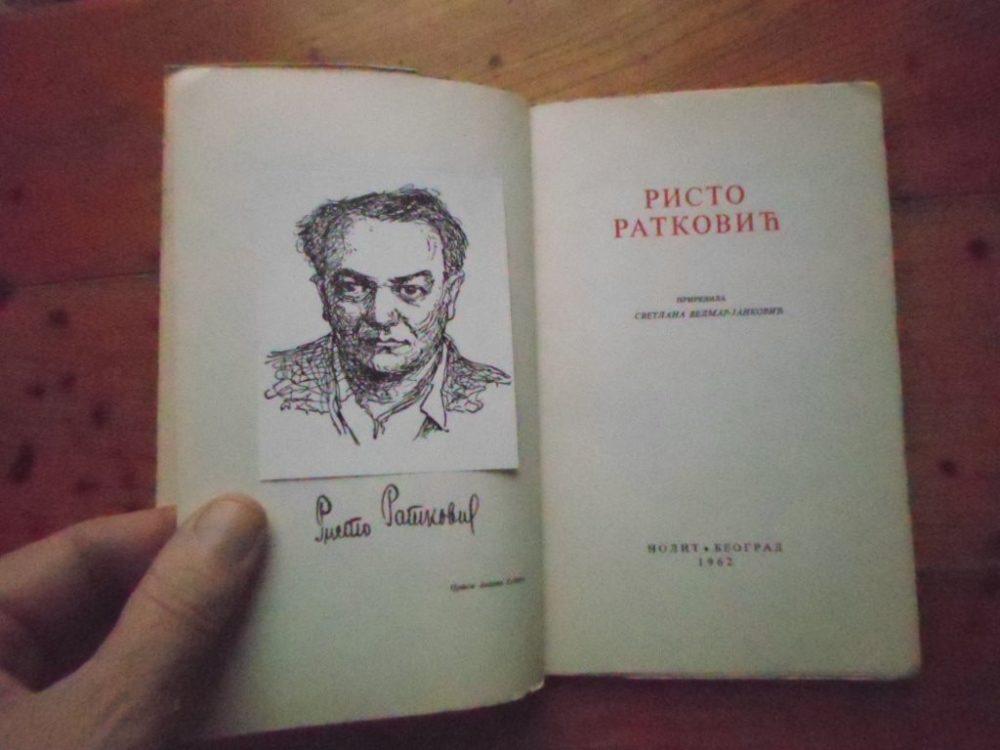 Ристо Ратковић
РИСТО
РАТКОВИЋ
ПРИРЕДИЛА
СВЕТЛАНА ВЕЛМАР-ЈАНКОВИЋ
НОЛИТ • БЕОГРАД
1962